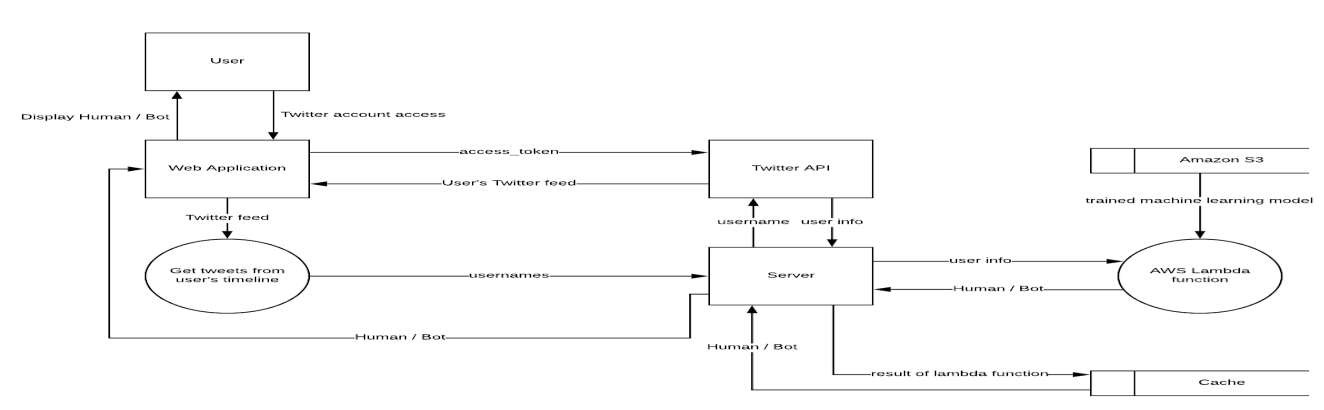 User
Display Human / Bot
Twitter account access
access_token
Web Application
Twitter API
Amazon S3
User's Twitter feed
trained machine learning model
Twitter feed
username
user info
Get tweets from
user's timeline
usernames
Server
user info
AWS Lambda
function
Human / Bot
Human / Bot
Human / Bot
result of lambda function
Cache